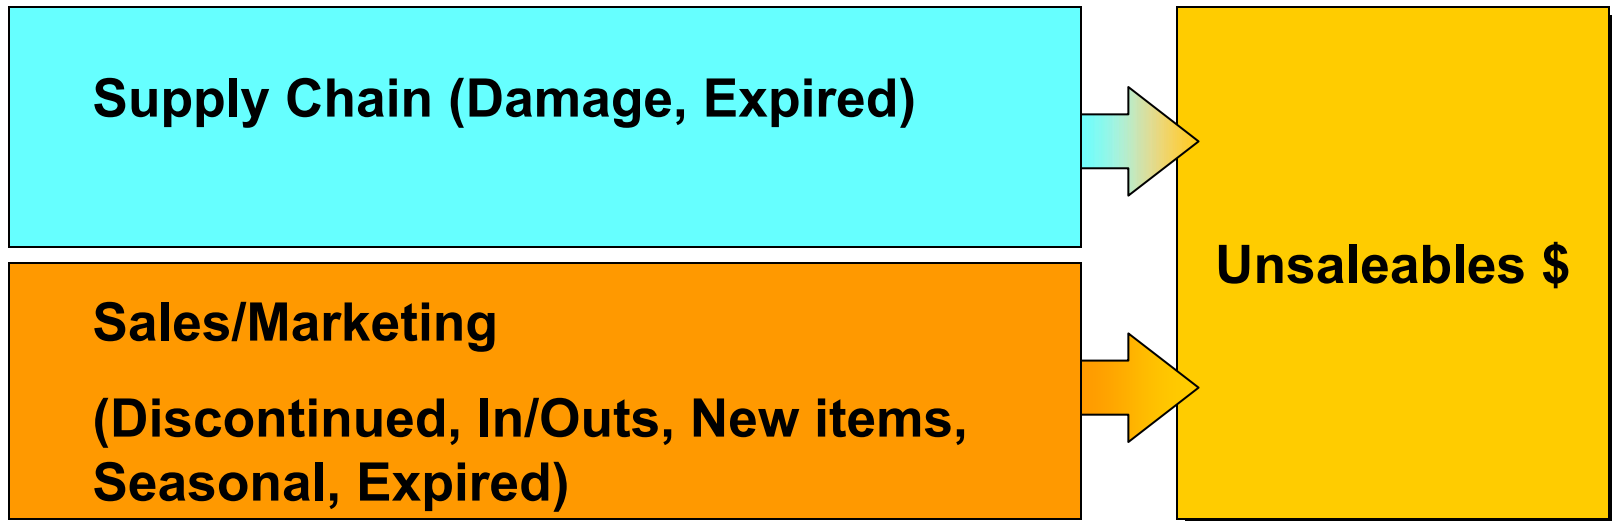 Supply Chain (Damage, Expired)
Sales/Marketing
(Discontinued, In/Outs, New items,
Seasonal, Expired)
Unsaleables $